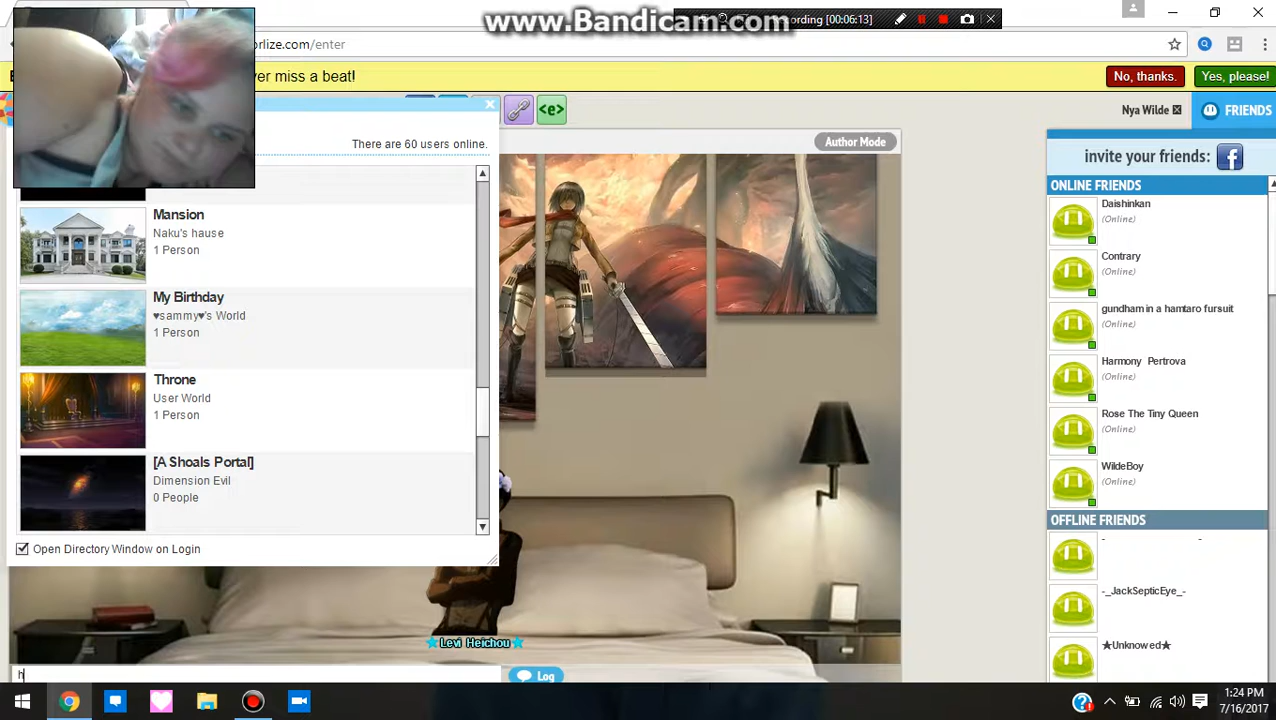 www.Bandicam.com
ording [00:06:13]
orlize.com/enter
ver miss a beat!
No, thanks.
Yes, please!
<e>
Nya Wilde
FRIENDS
There are 60 users online.
Author Mode
invite your friends:
ONLINE FRIENDS
Daishinkan
(Online)
Contrary
(Online)
gundham in a hamtaro fursuit
(Online)
Harmony Pertrova
(Online)
Rose The Tiny Queen
(Online)
WildeBoy
(Online)
OFFLINE FRIENDS
-_JackSepticEye_-
★Unknowed★
Mansion
Naku's hause
1 Person
My Birthday
♥sammy♥'s World
1 Person
Throne
User World
1 Person
[A Shoals Portal]
Dimension Evil
0 People
Open Directory Window on Login
★Levi Heichou★
h
Log
1:24 PM
7/16/2017